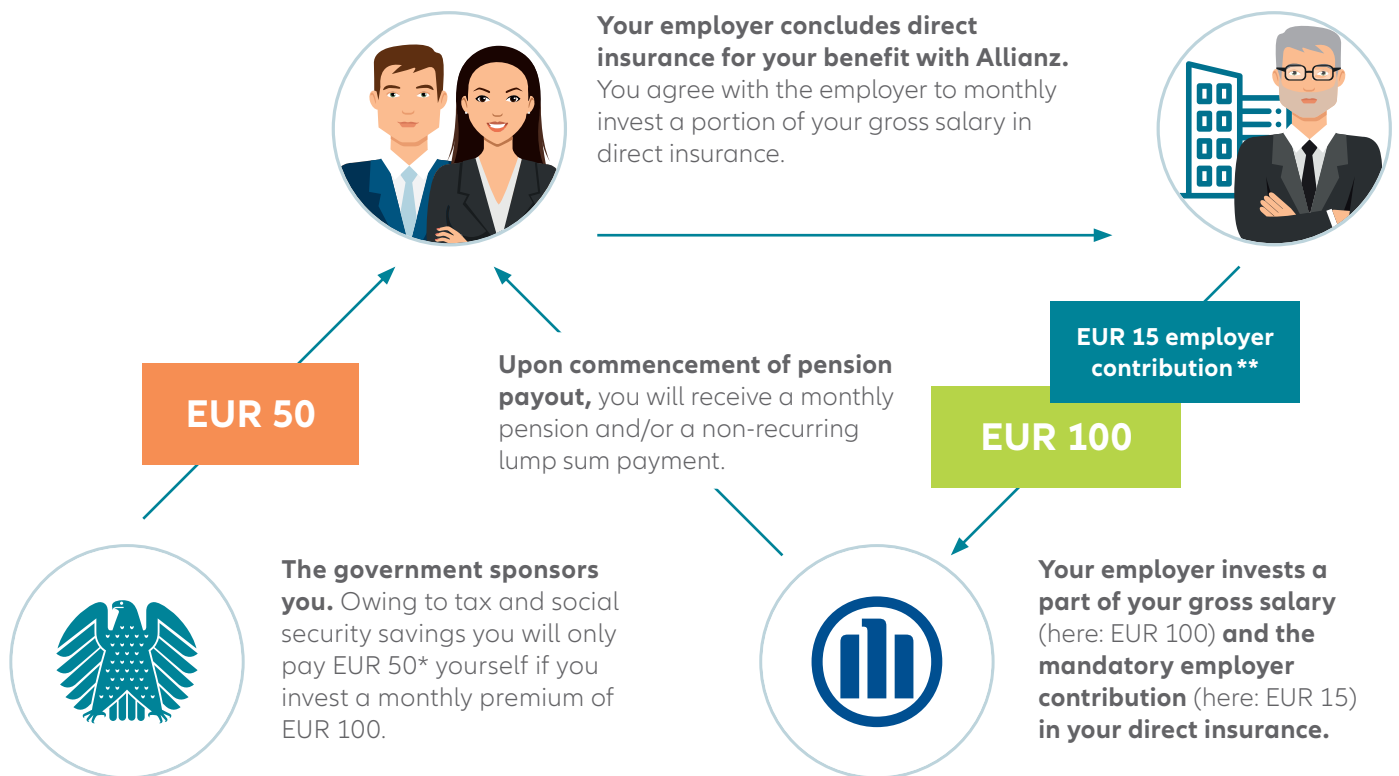 Your employer concludes direct
insurance for your benefit with Allianz.
You agree with the employer to monthly
invest a portion of your gross salary in
direct insurance.
EUR 15 employer
contribution**
EUR 50
Upon commencement of pension
payout, you will receive a monthly
pension and/or a non-recurring
lump sum payment.
EUR 100
The government sponsors
you. Owing to tax and social
security savings you will only
pay EUR 50* yourself if you
invest a monthly premium of
EUR 100.
Your employer invests a
part of your gross salary
(here: EUR 100) and the
mandatory employer
contribution (here: EUR 15)
in your direct insurance.